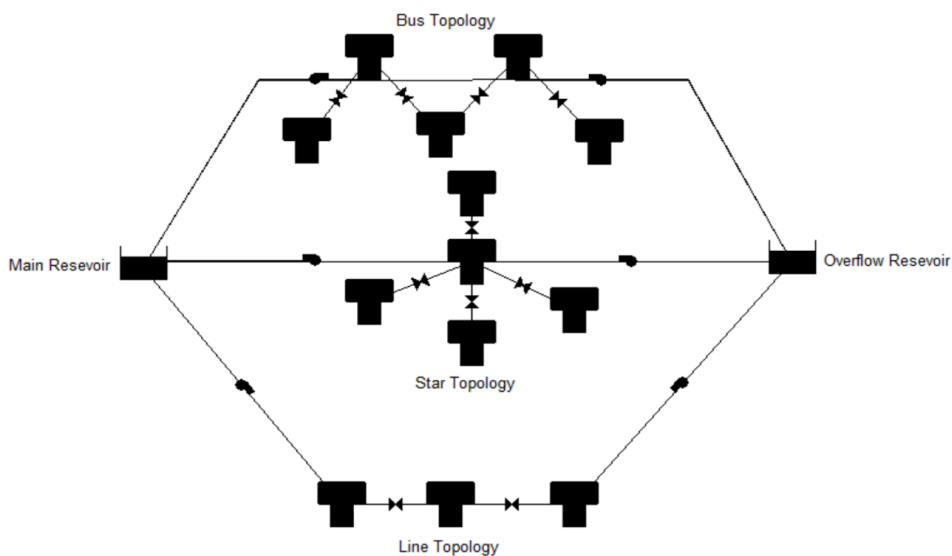 Bus Topology
Main Resevoir
Overflow Resevoir
Star Topology
Line Topology